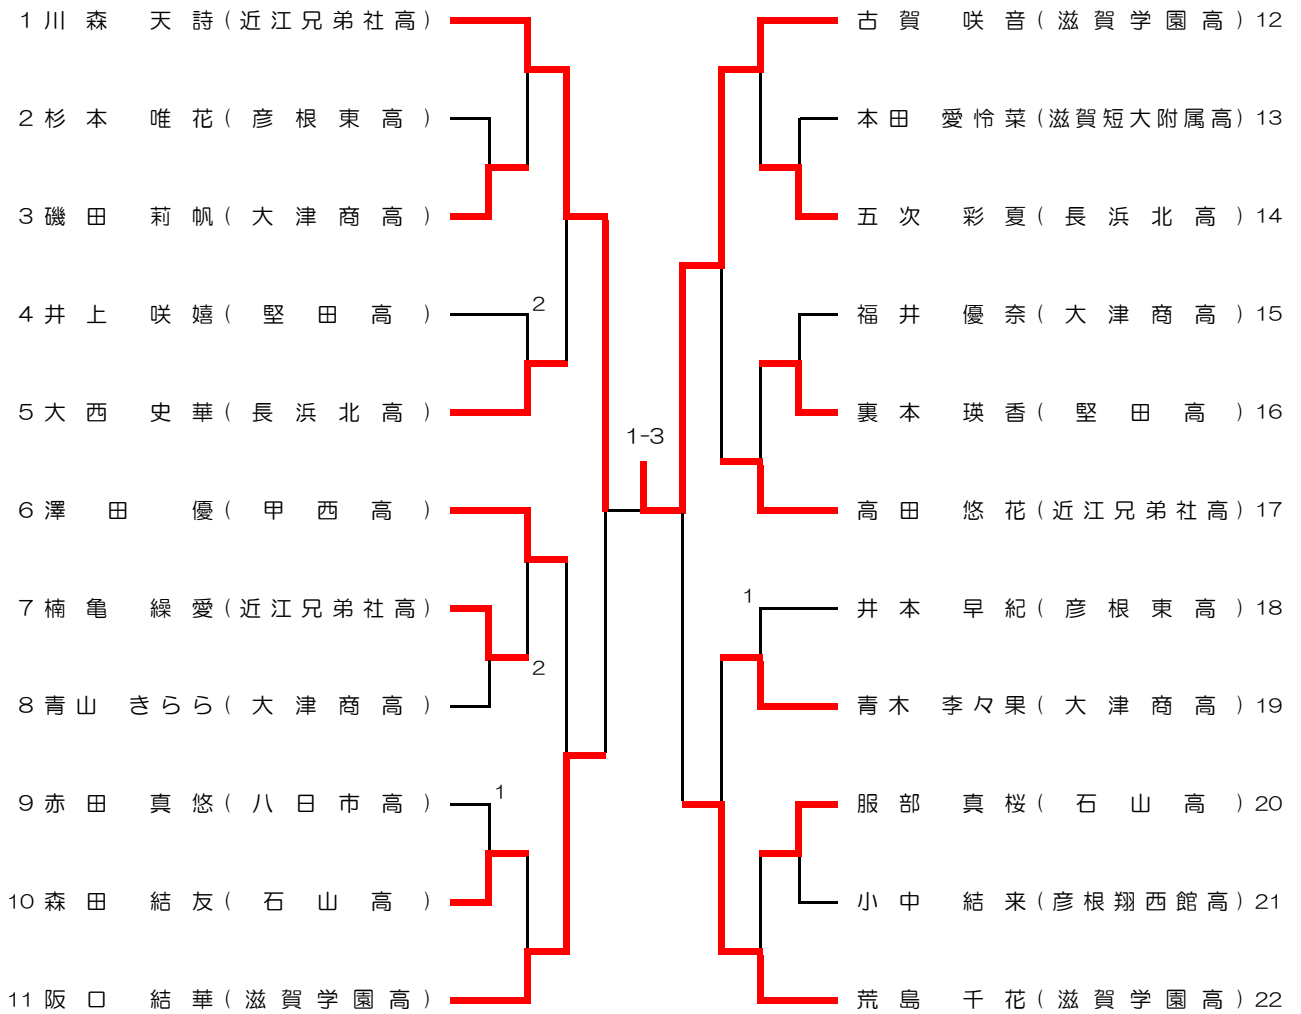 1 川森 天詩 (近江兄弟社高)
2 杉本 唯花 (彦根東高)
3 磯田 莉帆 (大津商高)
4 井上 咲嬉 (堅田高)
2
5 大西 史華 (長浜北高)
6 澤田 優 (甲西高)
7 楠亀 繰愛 (近江兄弟社高)
2
8 青山 きらら (大津商高)
9 赤田 真悠 (八日市高)
1
10 森田 結友 (石山高)
11 阪口 結華 (滋賀学園高)
1-3
古賀 咲音 (滋賀学園高) 12
本田 愛怜菜 (滋賀短大附属高) 13
五次 彩夏 (長浜北高) 14
福井 優奈 (大津商高) 15
裏本 瑛香 (堅田高) 16
高田 悠花 (近江兄弟社高) 17
1
井本 早紀 (彦根東高) 18
青木 李々果 (大津商高) 19
服部 真桜 (石山高) 20
小中 結来 (彦根翔西館高) 21
荒島 千花 (滋賀学園高) 22